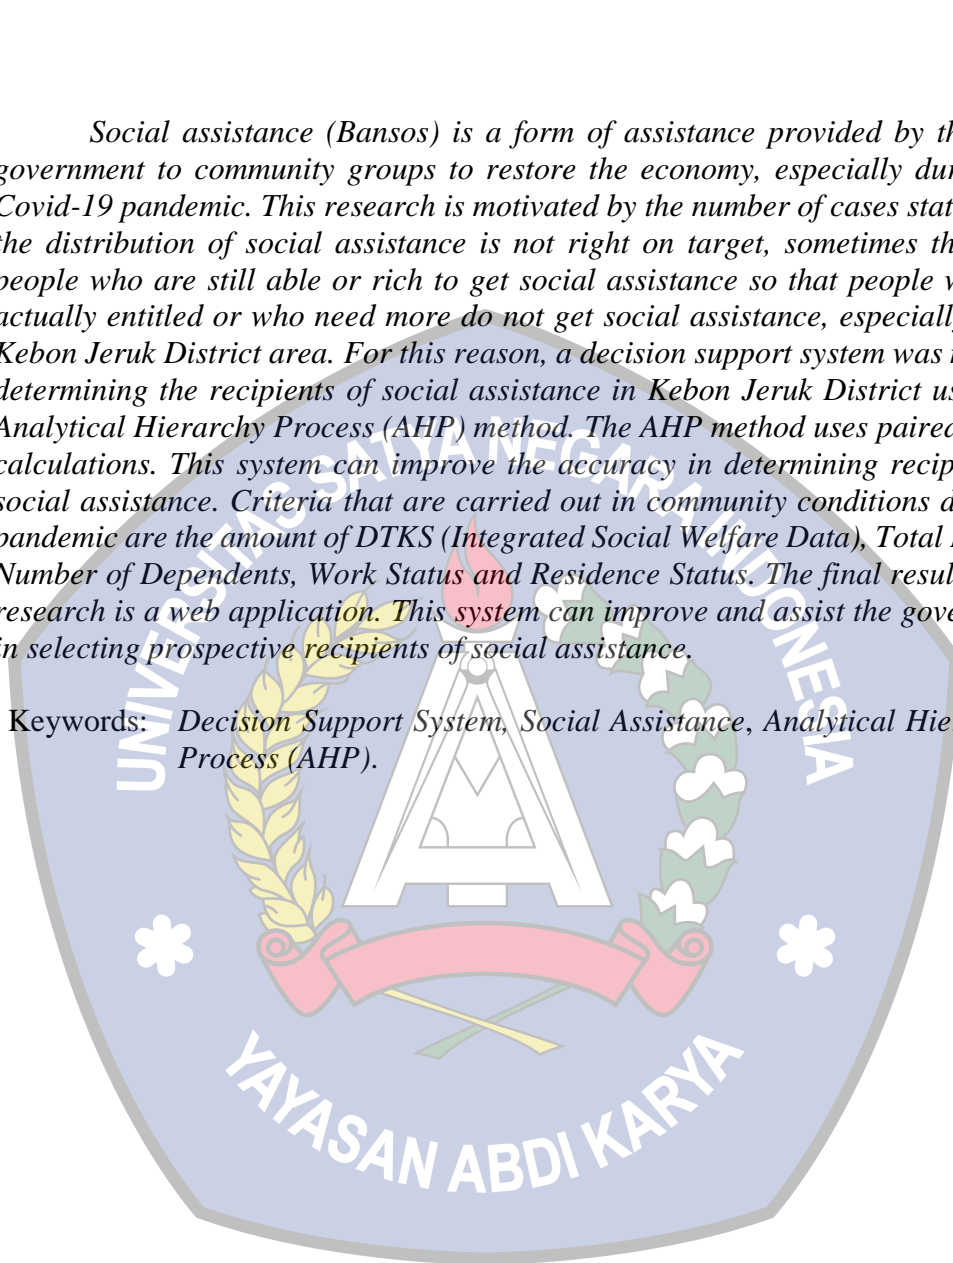 Social assistance (Bansos) is a form of assistance provided by
government to community groups to restore the economy, especially
Covid-19 pandemic. This research is motivated by the number of cases
the distribution of social assistance is not right on target, sometimes
people who are still able or rich to get social assistance so that people
actually entitled or who need more do not get social assistance, especially
Kebon Jeruk District area. For this reason, a decision support system was
determining the recipients of social assistance in Kebon Jeruk District
Analytical Hierarchy Process (AHP) method. The AHP method uses paired
calculations. This system can improve the accuracy in determining
social assistance. Criteria that are carried out in community conditions
pandemic are the amount of DTKS (Integrated Social Welfare Data), Total
Number of Dependents, Work Status and Residence Status. The final
research is a web application. This system can improve and assist the
in selecting prospective recipients of social assistance.
Keywords: Decision Support System, Social Assistance, Analytical
Process (AHP).
UNIVERSITAS SATYA NEGARA INDONESIA
YAYASAN ABDI KARYA